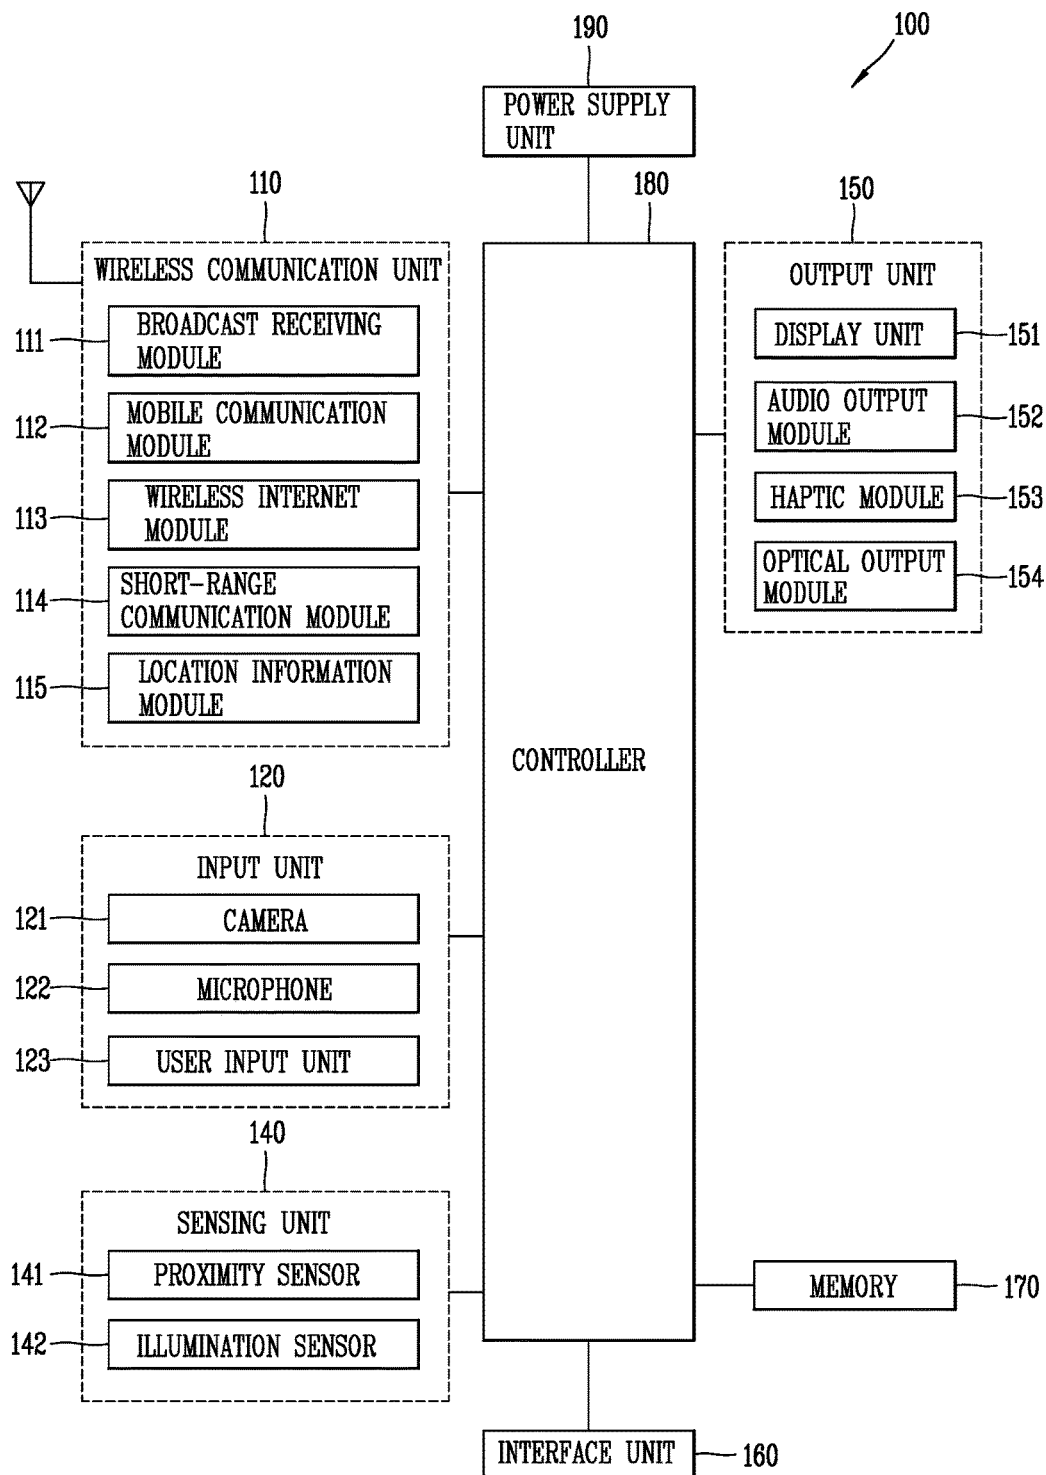 100
190
POWER SUPPLY
UNIT
110
WIRELESS COMMUNICATION UNIT
111
BROADCAST RECEIVING
MODULE
112
MOBILE COMMUNICATION
MODULE
113
WIRELESS INTERNET
MODULE
114
SHORT-RANGE
COMMUNICATION MODULE
115
LOCATION INFORMATION
MODULE
120
INPUT UNIT
121
CAMERA
122
MICROPHONE
123
USER INPUT UNIT
140
SENSING UNIT
141
PROXIMITY SENSOR
142
ILLUMINATION SENSOR
180
CONTROLLER
150
OUTPUT UNIT
DISPLAY UNIT
151
AUDIO OUTPUT
MODULE
152
HAPTIC MODULE
153
OPTICAL OUTPUT
MODULE
154
MEMORY
170
INTERFACE UNIT
160